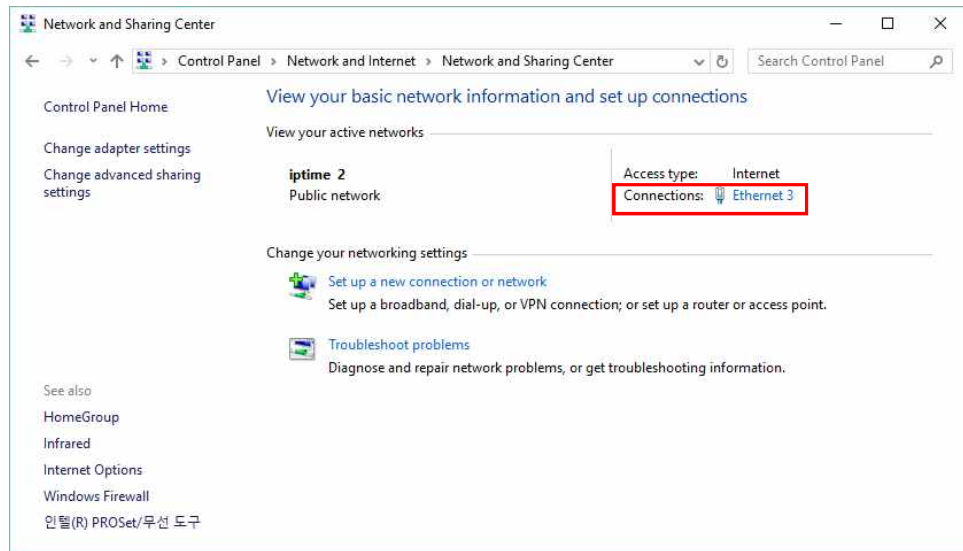 Network and Sharing Center
Control Panel > Network and Internet > Network and Sharing Center
Search Control Panel
Control Panel Home
Change adapter settings
Change advanced sharing
settings
View your basic network information and set up connections
View your active networks
iptime 2
Public network
Access type: Internet
Connections: Ethernet 3
Change your networking settings
Set up a new connection or network
Set up a broadband, dial-up, or VPN connection; or set up a router or access point.
Troubleshoot problems
Diagnose and repair network problems, or get troubleshooting information.
See also
HomeGroup
Infrared
Internet Options
Windows Firewall
인텔(R) PROSet/무선 도구